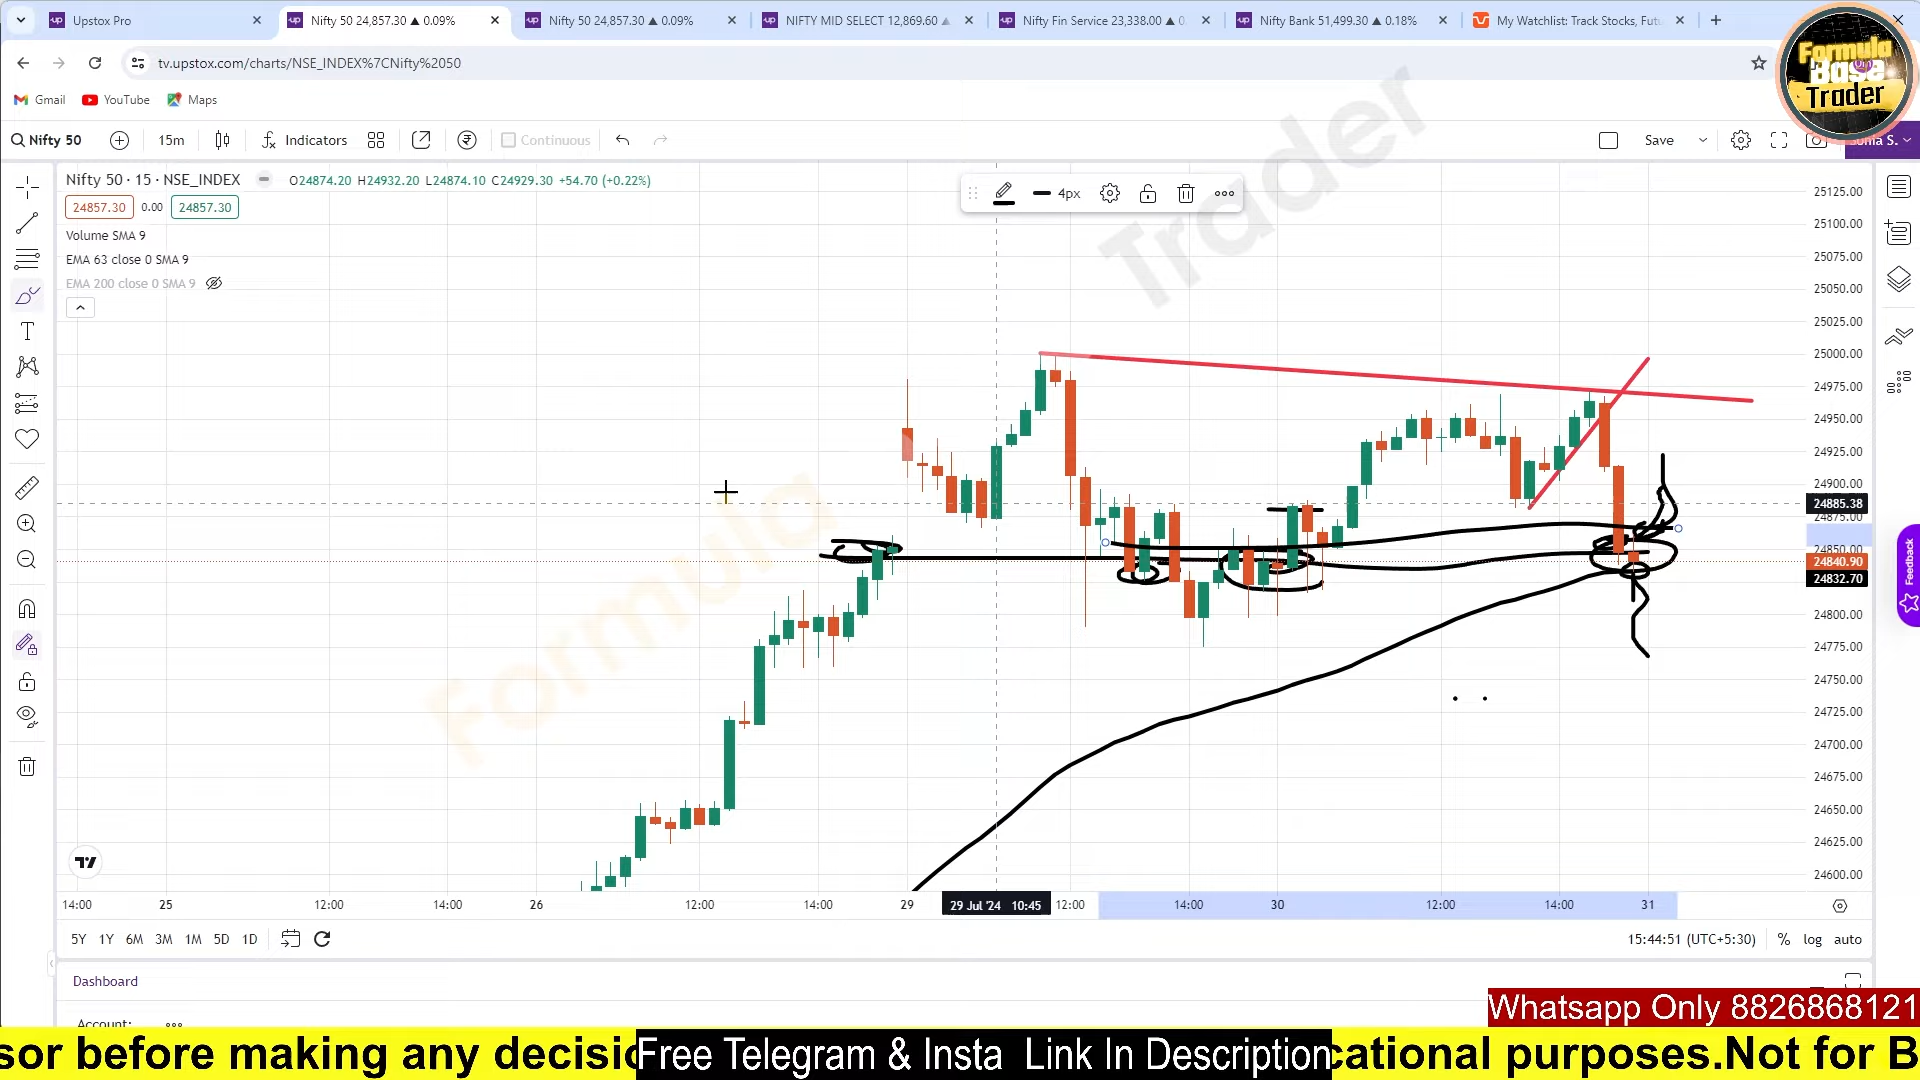 Upstox Pro
Nifty 50 24,857.30 ▲ 0.09%
Nifty 50 24,857.30 ▲ 0.09%
NIFTY MID SELECT 12,869.60
Nifty Fin Service 23,338.00 ▲ 0
Nifty Bank 51,499.30 ▲ 0.18%
My Watchlist: Track Stocks, Futu
tv.upstox.com/charts/NSE_INDEX%7CNifty%2050
Gmail
YouTube
Maps
Formula
Base
Trader
Nifty 50
15m
Indicators
Continuous
Save
Sonia S.
Nifty 50 · 15 · NSE_INDEX
O24874.20 H24932.20 L24874.10 C24929.30 +54.70 (+0.22%)
4px
24857.30 0.00 24857.30
Volume SMA 9
EMA 63 close 0 SMA 9
EMA 200 close 0 SMA 9
Formula
Trader
25125.00
25100.00
25075.00
25050.00
25025.00
25000.00
24975.00
24950.00
24925.00
24900.00
24885.38
24875.00
24850.00
24840.90
24832.70
24800.00
24775.00
24750.00
24725.00
24700.00
24675.00
24650.00
24625.00
24600.00
Feedback
14:00 25 12:00 14:00 26 12:00 14:00 29 29 Jul '24 10:45 12:00 14:00 30 12:00 14:00 31
5Y 1Y 6M 3M 1M 5D 1D
15:44:51 (UTC+5:30) % log auto
Dashboard
Account:
Whatsapp Only 8826868121
sor before making any decisio
Free Telegram & Insta Link In Description
cational purposes.Not for B